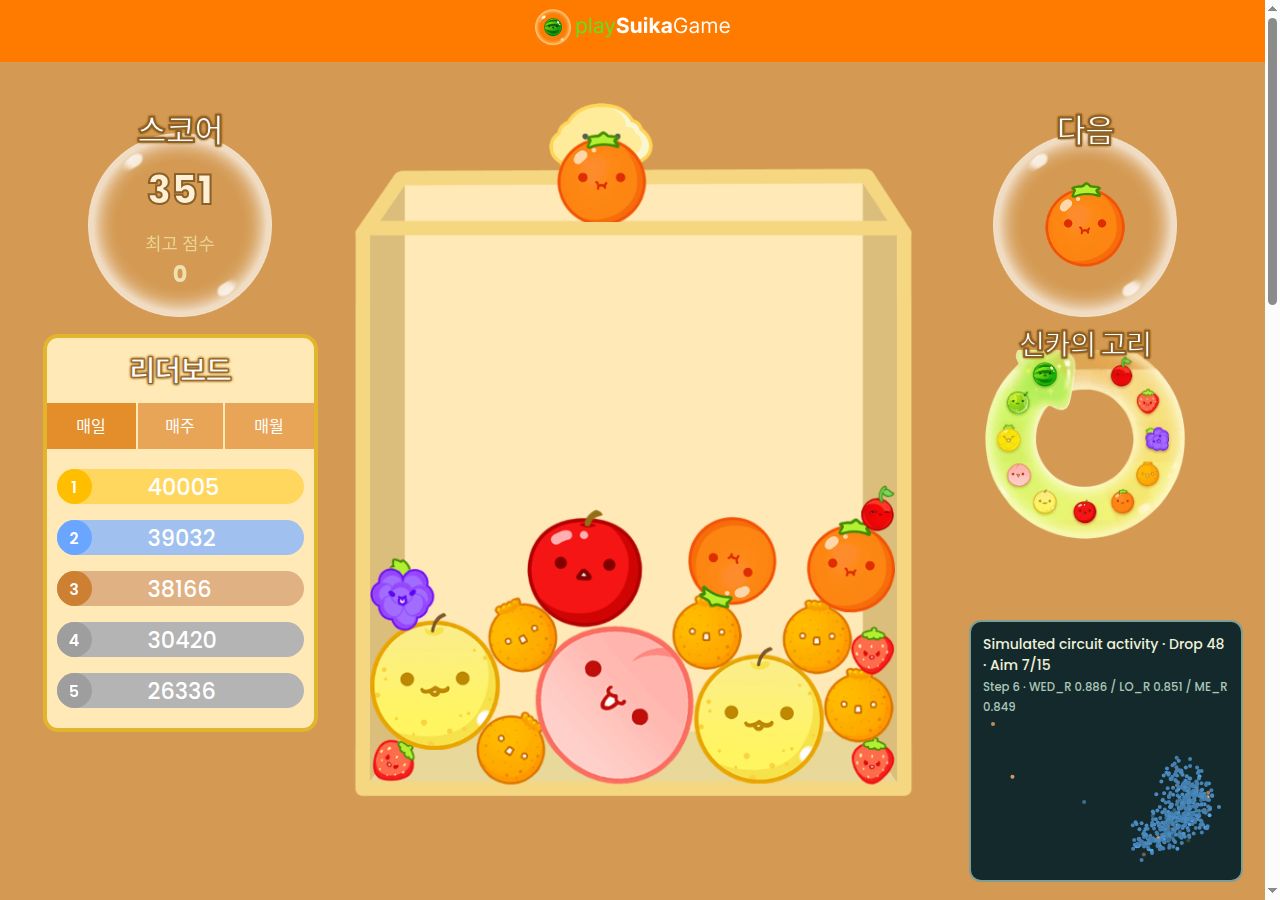 playSuikaGame
스코어
351
최고 점수
0
리더보드
매일 매주 매월
1 40005
2 39032
3 38166
4 30420
5 26336
다음
신카의 고리
Simulated circuit activity · Drop 48
· Aim 7/15
Step 6 · WED_R 0.886 / LO_R 0.851 / ME_R
0.849